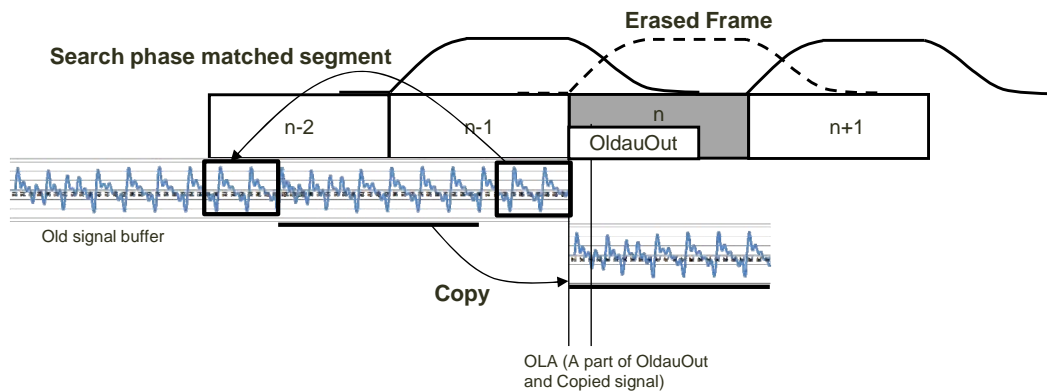 Erased Frame
Search phase matched segment
n-2
n-1
n
n+1
OldauOut
Old signal buffer
Copy
OLA (A part of OldauOut
and Copied signal)